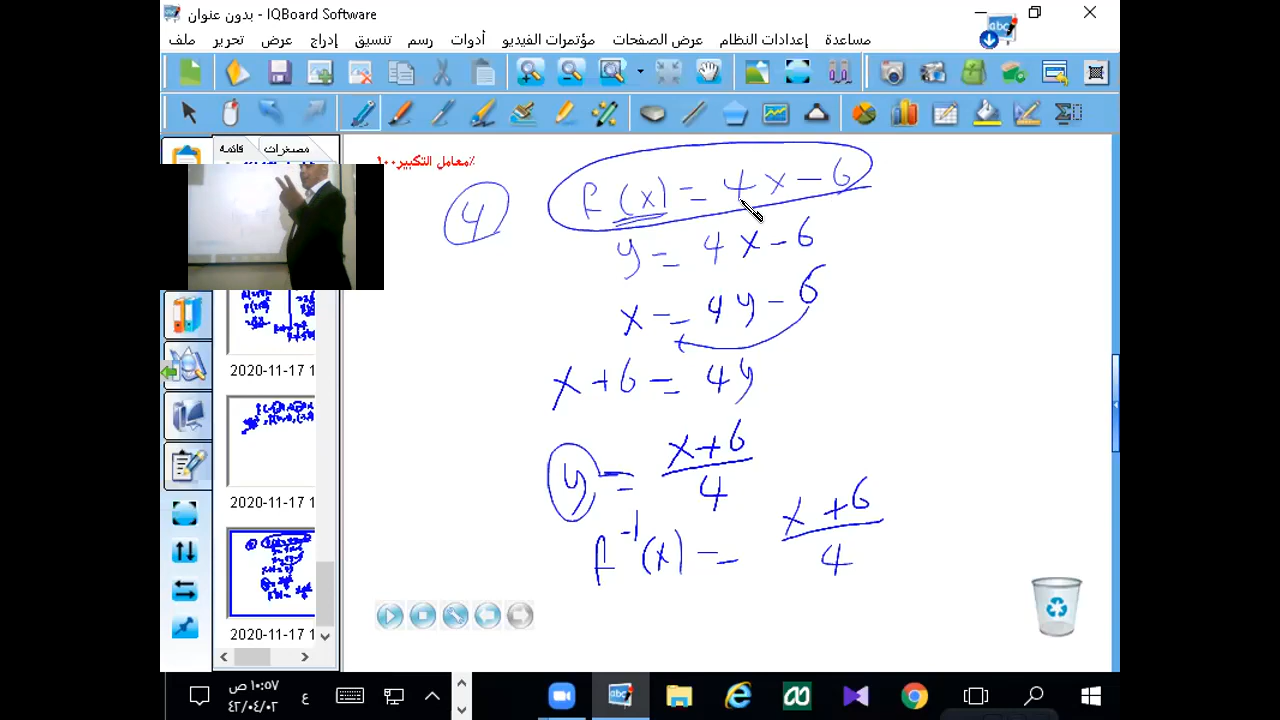 بدون عنوان - IQBoard Software
ملف تحرير عرض إدراج تنسيق رسم أدوات مؤتمرات الفيديو عرض الصفحات إعدادات النظام مساعدة
قائمة مصغرات
معامل التكبير ١٠٠٪
4
f(x) = 4x - 6
y = 4x - 6
x = 4y - 6
x + 6 = 4y
y = (x+6)/4
f⁻¹(x) = (x+6)/4
2020-11-17 1
2020-11-17 1
2020-11-17 1
١٠:٥٧ ص
٤٢/٠٤/٠٢
ع